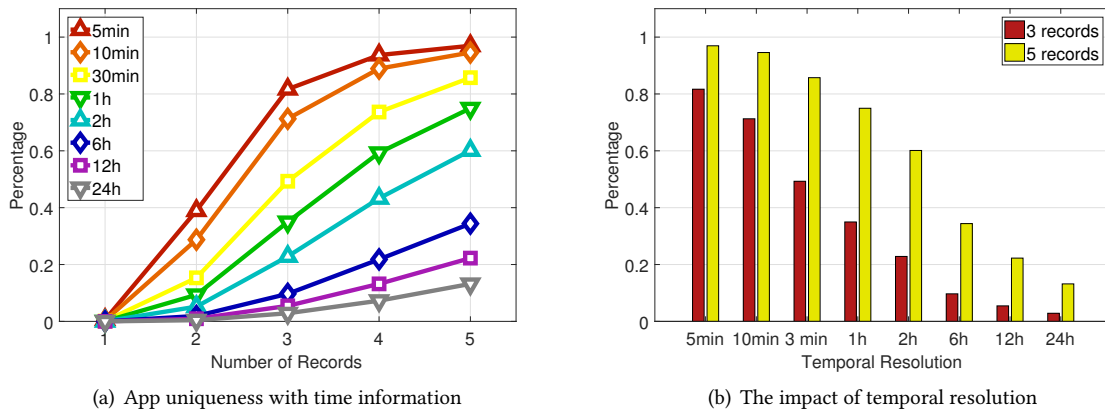 1
0.8
0.6
0.4
0.2
0
Percentage
5min
10min
30min
1h
2h
6h
12h
24h
1 2 3 4 5
Number of Records
(a) App uniqueness with time information
1
0.8
0.6
0.4
0.2
0
Percentage
3 records
5 records
5min 10min 3 min 1h 2h 6h 12h 24h
Temporal Resolution
(b) The impact of temporal resolution